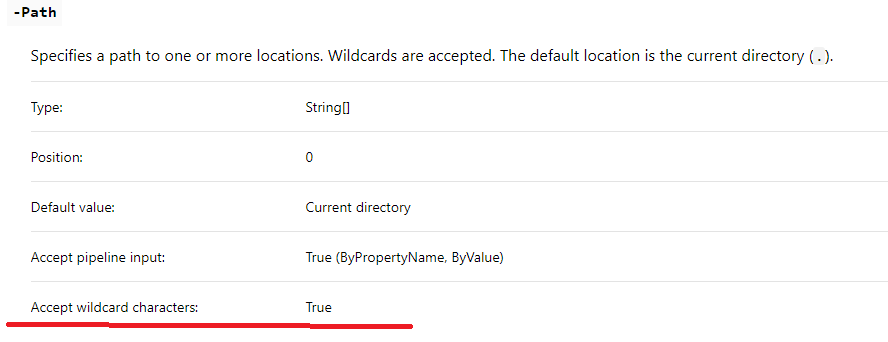 -Path
Specifies a path to one or more locations. Wildcards are accepted. The default location is the current directory (.).
Type: String[]
Position: 0
Default value: Current directory
Accept pipeline input: True (ByPropertyName, ByValue)
Accept wildcard characters: True